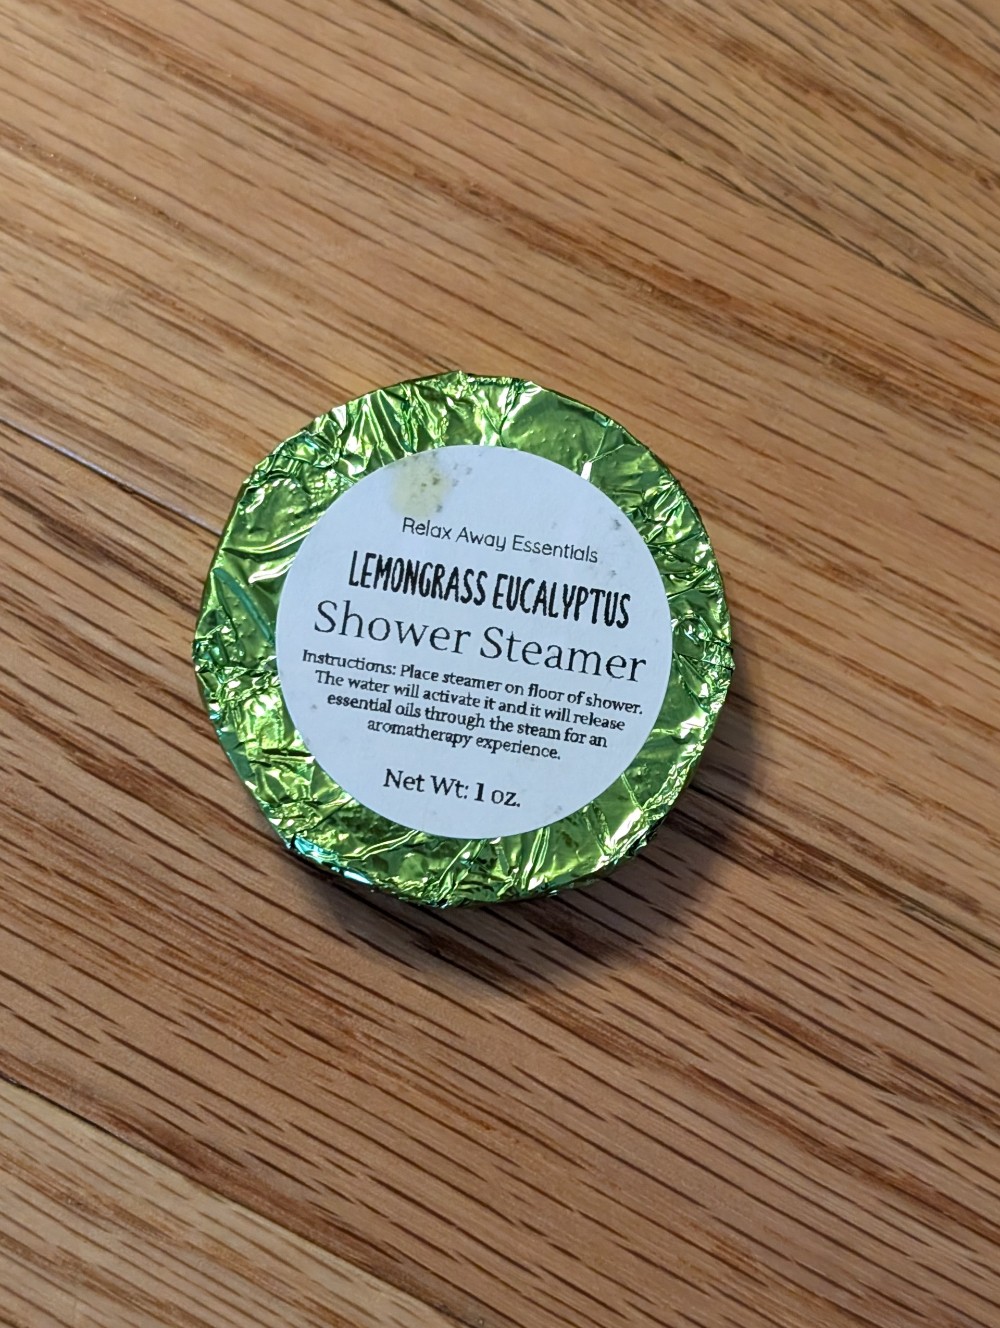 Relax Away Essentials
LEMONGRASS EUCALYPTUS
Shower Steamer
Instructions: Place steamer on floor of shower.
The water will activate it and it will release
essential oils through the steam for an
aromatherapy experience.
Net Wt: 1 oz.